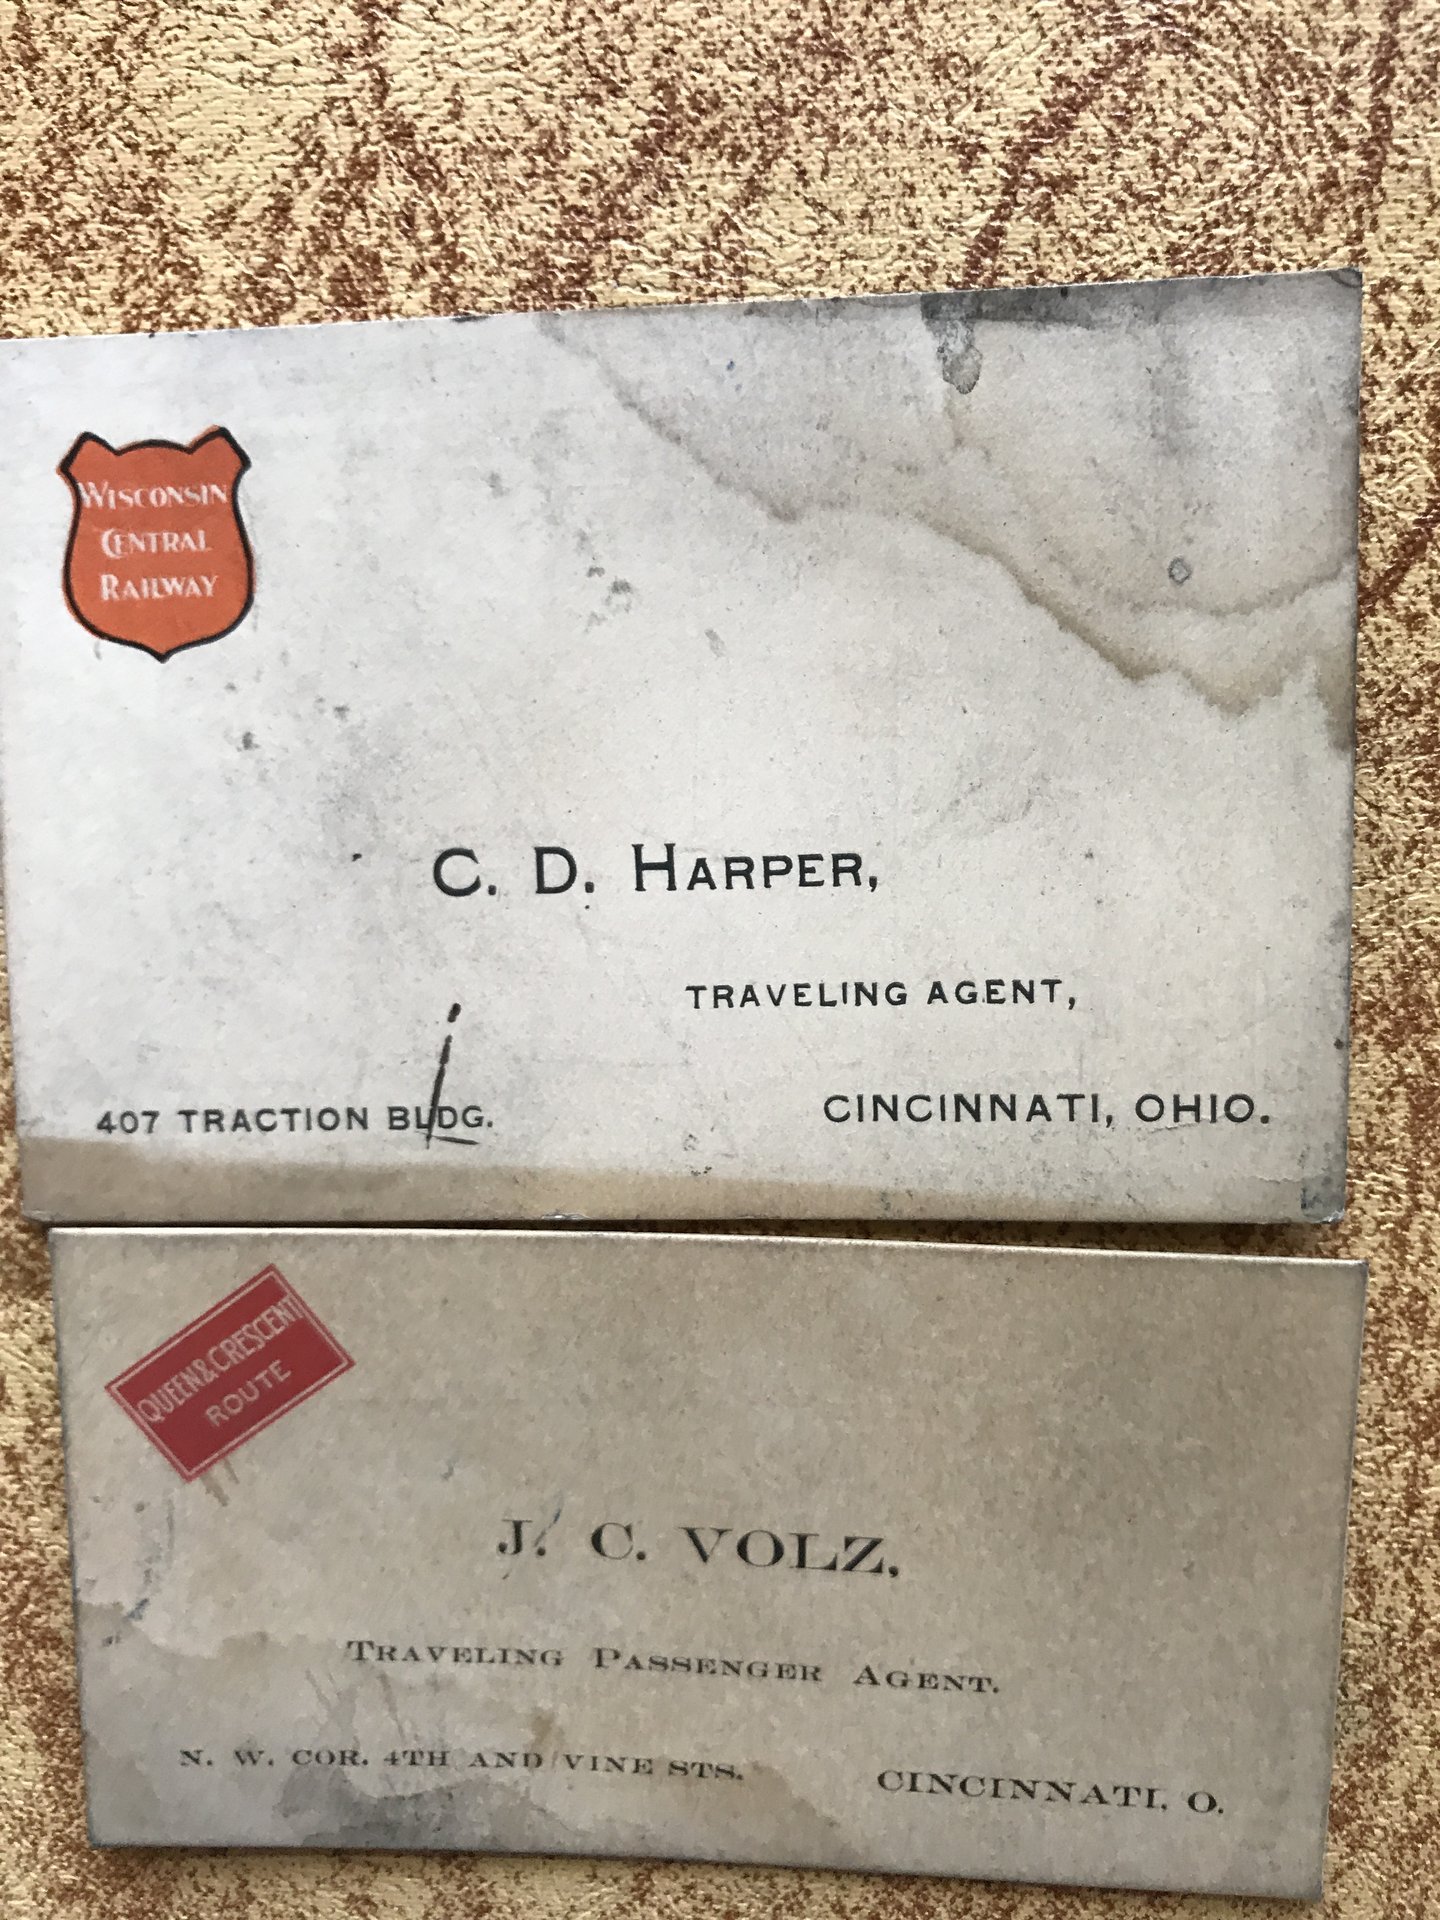 WISCONSIN
CENTRAL
RAILWAY
C. D. HARPER,
TRAVELING AGENT,
407 TRACTION BLDG. CINCINNATI, OHIO.
QUEEN & CRESCENT
ROUTE
J. C. VOLZ,
TRAVELING PASSENGER AGENT.
N. W. COR. 4TH AND VINE STS. CINCINNATI, O.